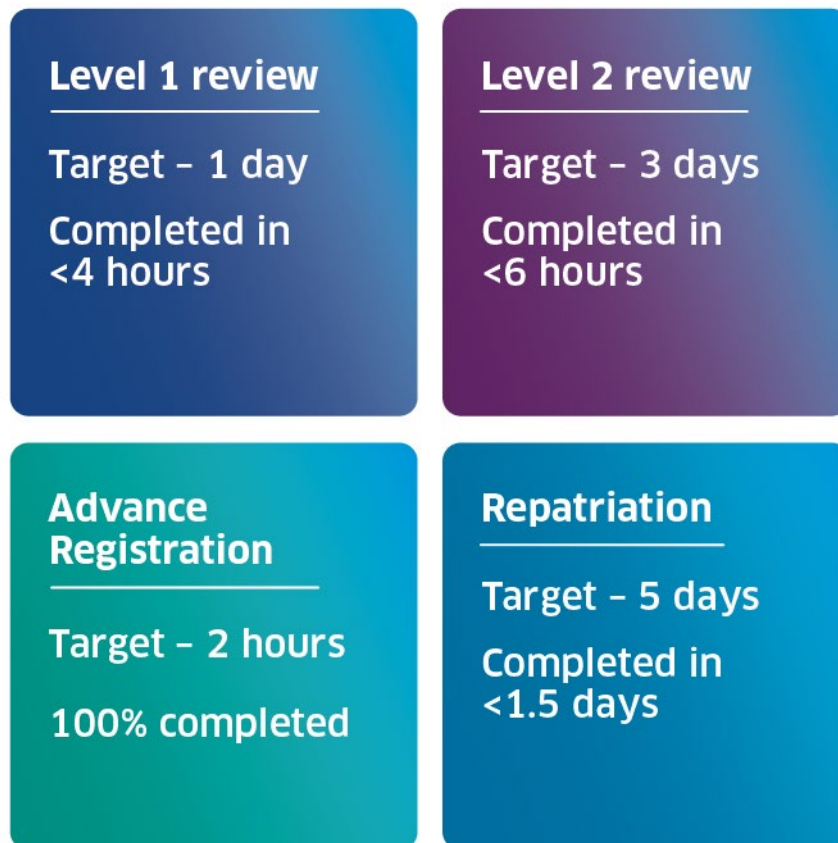 Level 1 review
Target – 1 day
Completed in
<4 hours
Level 2 review
Target – 3 days
Completed in
<6 hours
Advance
Registration
Target – 2 hours
100% completed
Repatriation
Target – 5 days
Completed in
<1.5 days